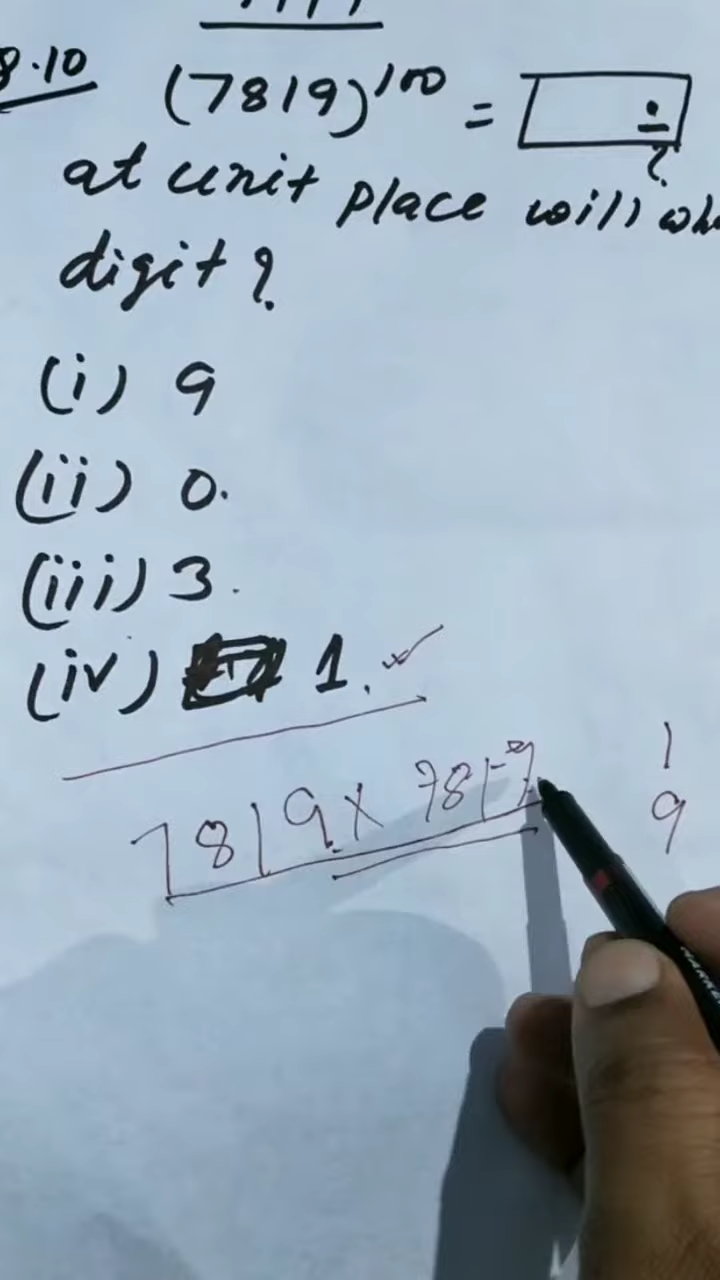 8.10 (7819)^100 =
at unit place will
digit ?
(i) 9
(ii) 0.
(iii) 3.
(iv) 1. ✓
7819 x 7819
1
9